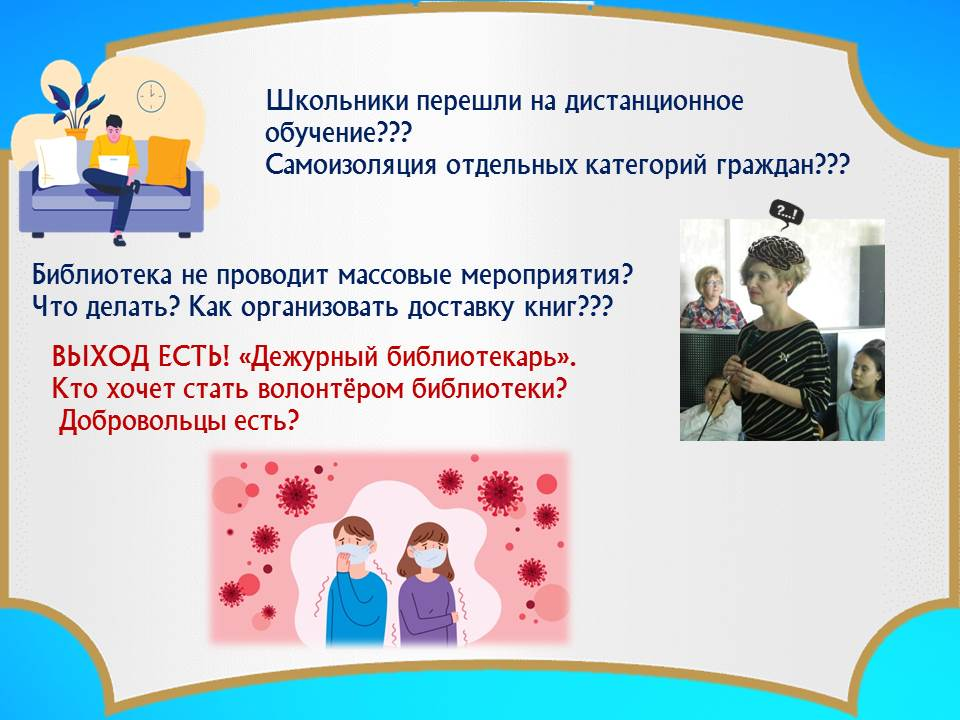 Школьники перешли на дистанционное
обучение???
Самоизоляция отдельных категорий граждан???
?...!
Библиотека не проводит массовые мероприятия?
Что делать? Как организовать доставку книг???
ВЫХОД ЕСТЬ! «Дежурный библиотекарь».
Кто хочет стать волонтёром библиотеки?
Добровольцы есть?